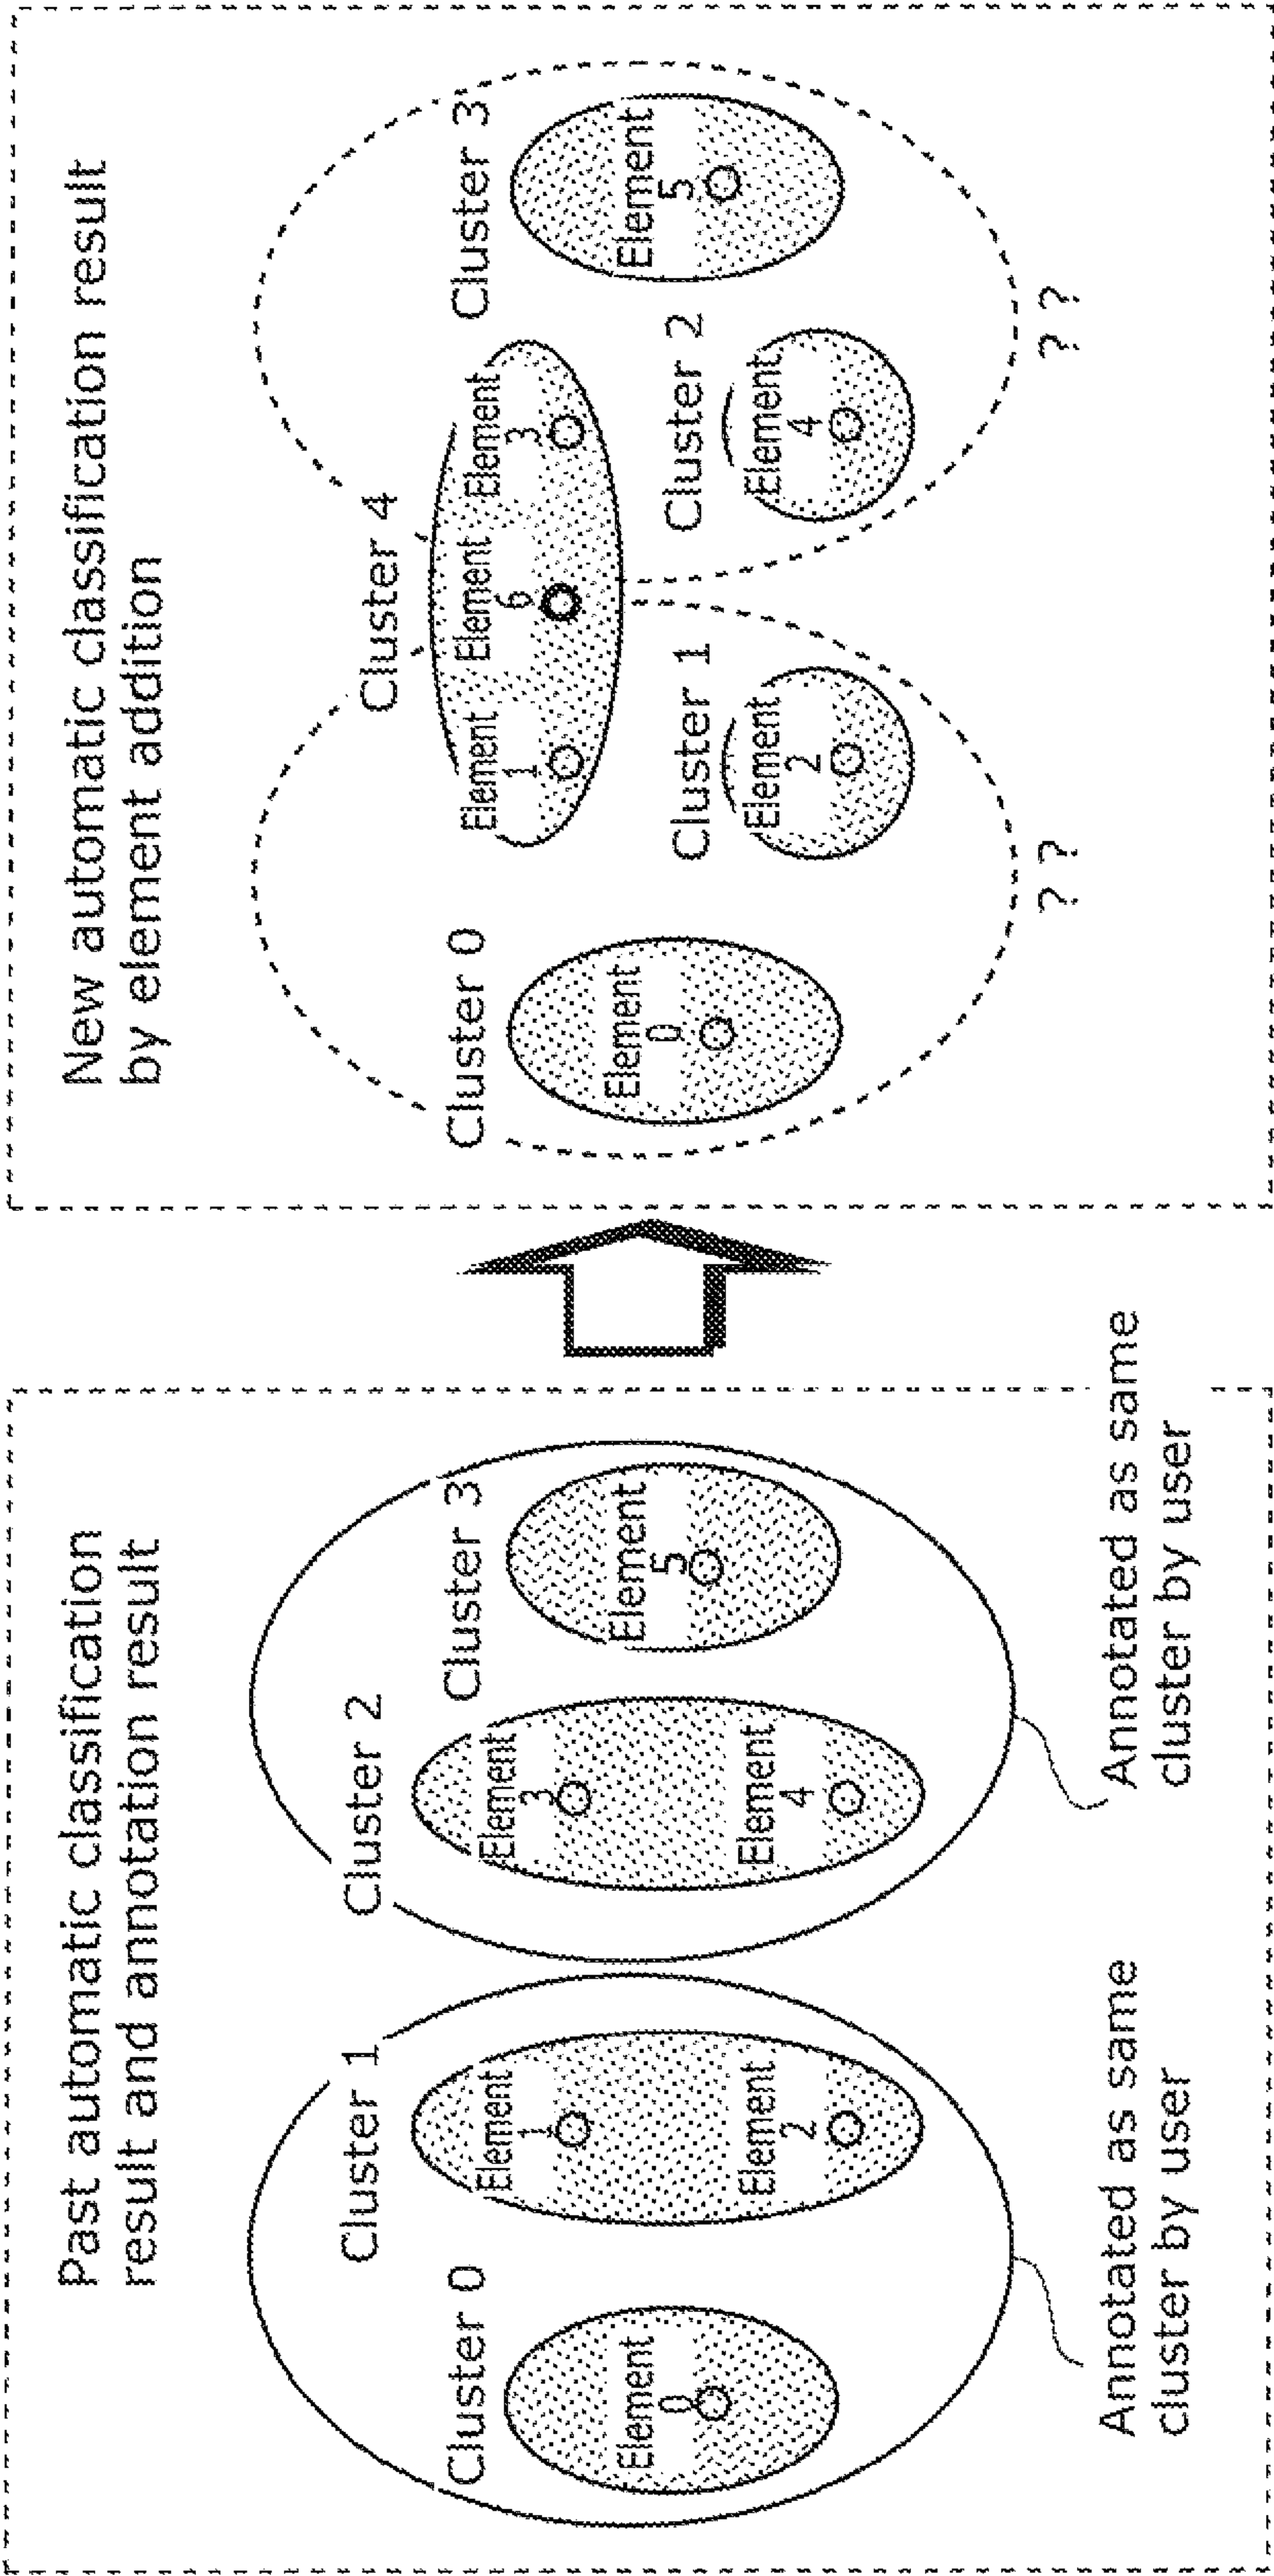 Past automatic classification
result and annotation result
Cluster 0
Element
0
Cluster 1
Element
1
Element
2
Cluster 2
Element
3
Element
4
Cluster 3
Element
5
Annotated as same
cluster by user
Annotated as same
cluster by user
New automatic classification result
by element addition
Cluster 0
Element
0
Cluster 4
Element
1
Element
6
Element
3
Cluster 1
Element
2
Cluster 2
Element
4
Cluster 3
Element
5
? ?
? ?